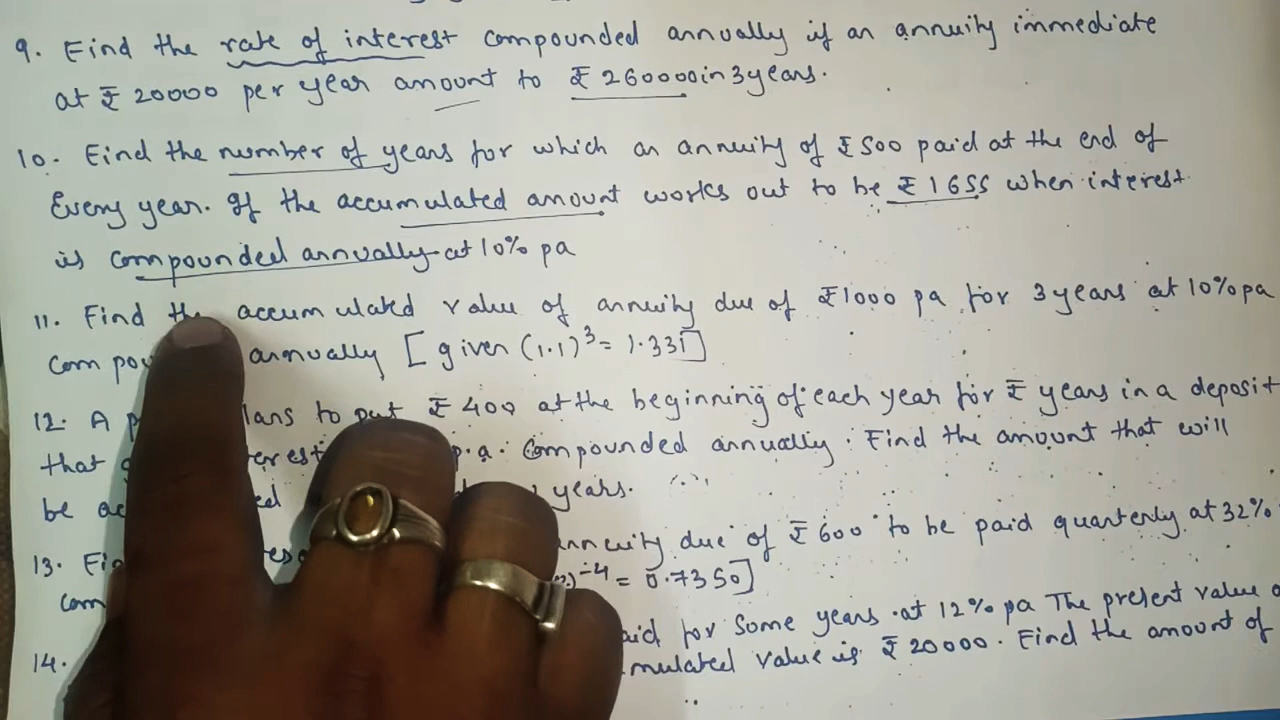 9. Find the rate of interest compounded annually if an annuity immediate
at ₹ 20000 per year amount to ₹ 260000 in 3 years.
10. Find the number of years for which an annuity of ₹ 500 paid at the end of
Every year. If the accumulated amount works out to be ₹ 1655 when interest
is compounded annually at 10% pa
11. Find the accumulated value of annuity due of ₹1000 pa for 3 years at 10% pa
annually [given (1.1)³ = 1.331]
12. A to put ₹ 400 at the beginning of each year for ₹ years in a deposit
that p.a. compounded annually. Find the amount that will
be years.
13. annuity due of ₹ 600 to be paid quarterly at 32%
⁻⁴ = 0.7350]
14. for some years at 12% pa The present value
value is ₹ 20000. Find the amount of